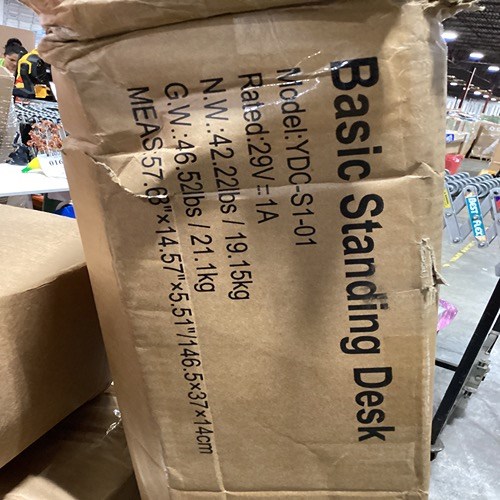 Basic Standing Desk
Model:YDC-S1-01
Rated:29V⎓1A
N.W.:42.22lbs / 19.15kg
G.W.:46.52lbs / 21.1kg
MEAS:57.68"×14.57"×5.51"/146.5×37×14cm